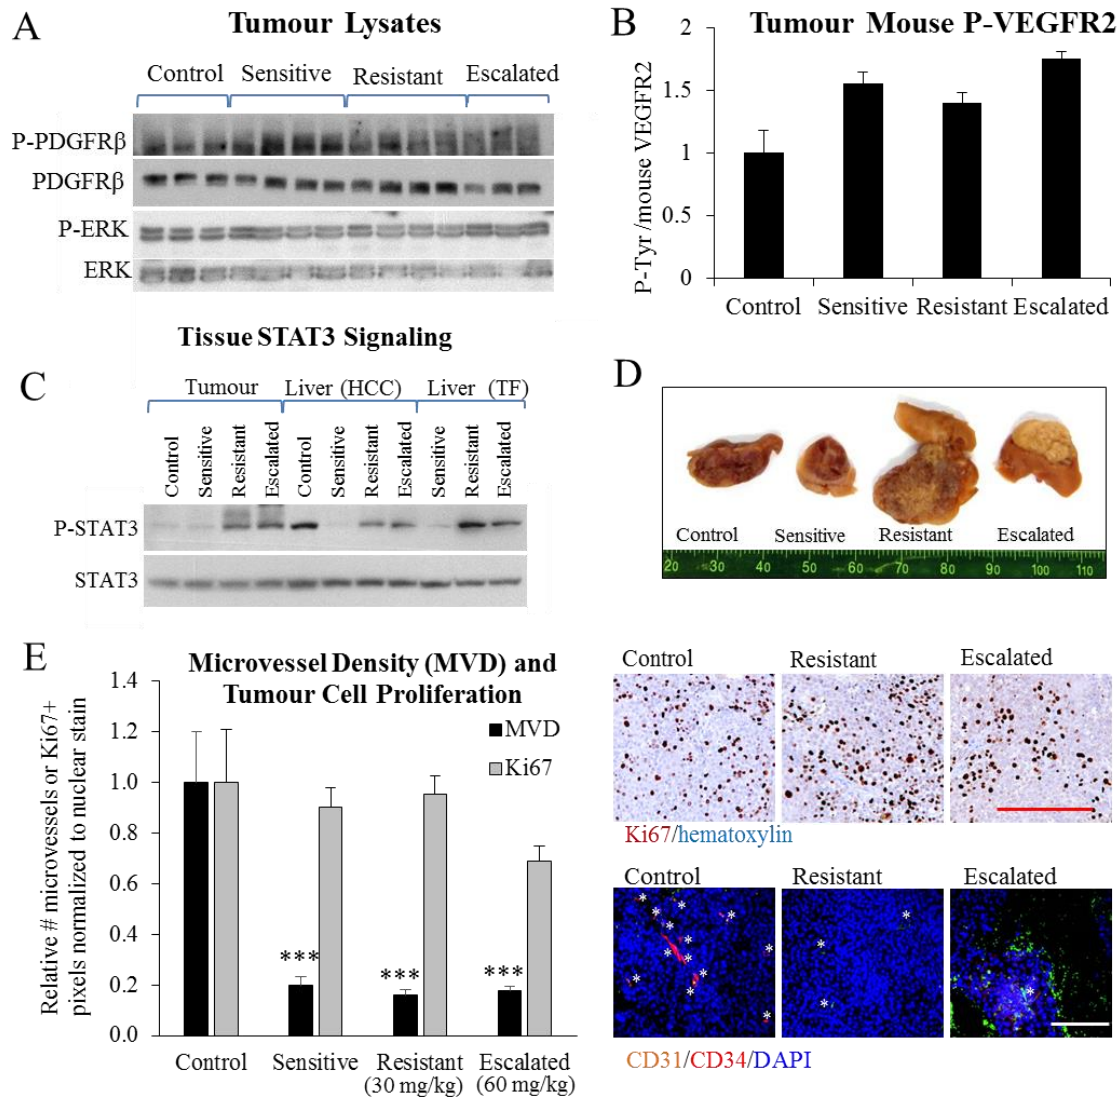 A
Tumour Lysates
Control Sensitive Resistant Escalated
P-PDGFRβ
PDGFRβ
P-ERK
ERK
B
Tumour Mouse P-VEGFR2
P-Tyr /mouse VEGFR2
2
1.5
1
0.5
0
Control Sensitive Resistant Escalated
Tissue STAT3 Signaling
C
Tumour Liver (HCC) Liver (TF)
Control Sensitive Resistant Escalated Control Sensitive Resistant Escalated Sensitive Resistant Escalated
P-STAT3
STAT3
D
Control Sensitive Resistant Escalated
20 30 40 50 60 70 80 90 100 110
E
Microvessel Density (MVD) and
Tumour Cell Proliferation
Relative # microvessels or Ki67+
pixels normalized to nuclear stain
MVD
Ki67
1.4
1.2
1.0
0.8
0.6
0.4
0.2
0.0
*** *** ***
Control Sensitive Resistant Escalated
(30 mg/kg) (60 mg/kg)
Control Resistant Escalated
Ki67/hematoxylin
Control Resistant Escalated
CD31/CD34/DAPI